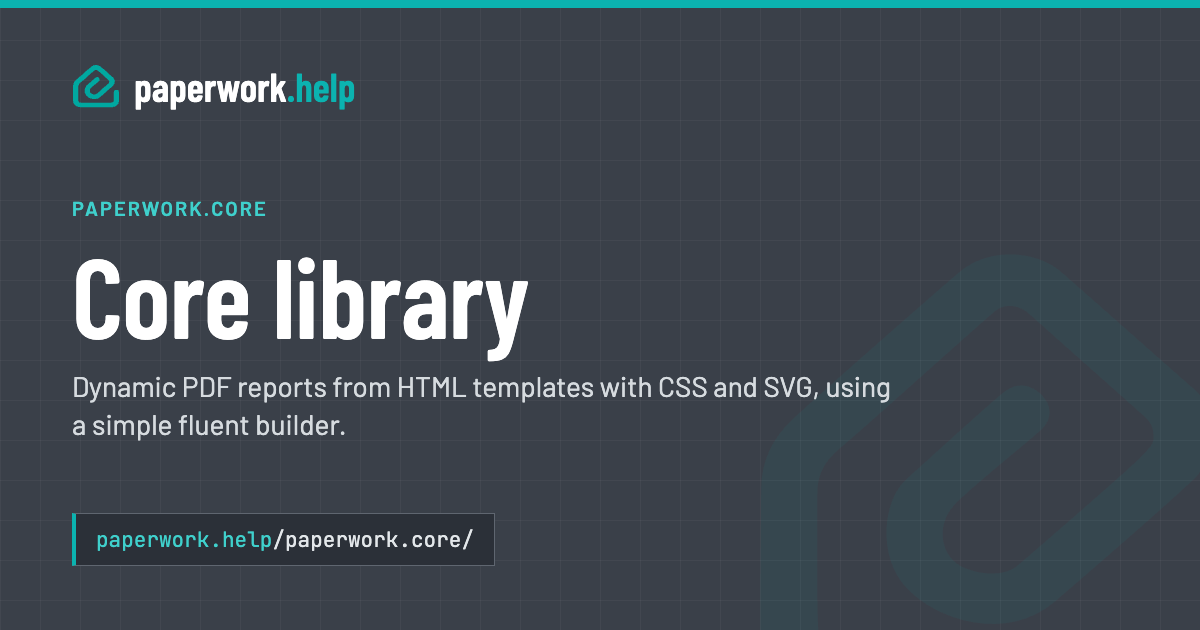 paperwork.help
PAPERWORK.CORE
Core library
Dynamic PDF reports from HTML templates with CSS and SVG, using
a simple fluent builder.
paperwork.help/paperwork.core/